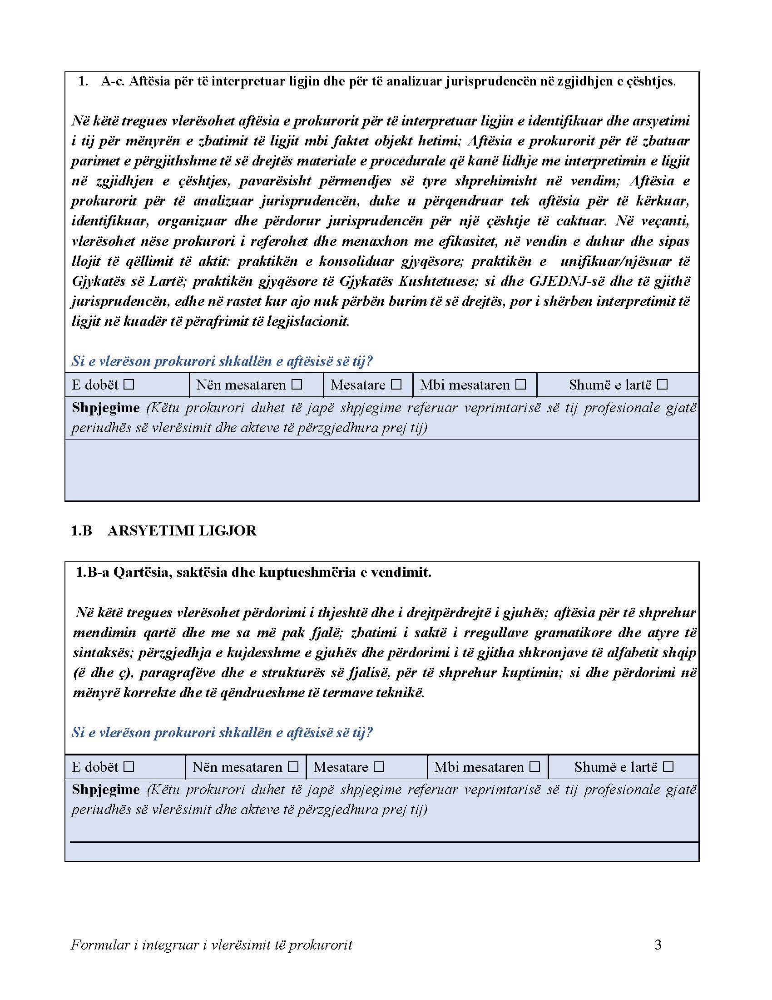 1. A-c. Aftësia për të interpretuar ligjin dhe për të analizuar jurisprudencën në zgjidhjen e çështjes.
Në këtë tregues vlerësohet aftësia e prokurorit për të interpretuar ligjin e identifikuar dhe arsyetimi
i tij për mënyrën e zbatimit të ligjit mbi faktet objekt hetimi; Aftësia e prokurorit për të zbatuar
parimet e përgjithshme të së drejtës materiale e procedurale që kanë lidhje me interpretimin e ligjit
në zgjidhjen e çështjes, pavarësisht përmendjes së tyre shprehimisht në vendim; Aftësia e
prokurorit për të analizuar jurisprudencën, duke u përqendruar tek aftësia për të kërkuar,
identifikuar, organizuar dhe përdorur jurisprudencën për një çështje të caktuar. Në veçanti,
vlerësohet nëse prokurori i referohet dhe menaxhon me efikasitet, në vendin e duhur dhe sipas
llojit të qëllimit të aktit: praktikën e konsoliduar gjyqësore; praktikën e unifikuar/njësuar të
Gjykatës së Lartë; praktikën gjyqësore të Gjykatës Kushtetuese; si dhe GJEDNJ-së dhe të gjithë
jurisprudencën, edhe në rastet kur ajo nuk përbën burim të së drejtës, por i shërben interpretimit të
ligjit në kuadër të përafrimit të legjislacionit.
Si e vlerëson prokurori shkallën e aftësisë së tij?
E dobët ☐ Nën mesataren ☐ Mesatare ☐ Mbi mesataren ☐ Shumë e lartë ☐
Shpjegime (Këtu prokurori duhet të japë shpjegime referuar veprimtarisë së tij profesionale gjatë
periudhës së vlerësimit dhe akteve të përzgjedhura prej tij)
1.B ARSYETIMI LIGJOR
1.B-a Qartësia, saktësia dhe kuptueshmëria e vendimit.
Në këtë tregues vlerësohet përdorimi i thjeshtë dhe i drejtpërdrejtë i gjuhës; aftësia për të shprehur
mendimin qartë dhe me sa më pak fjalë; zbatimi i saktë i rregullave gramatikore dhe atyre të
sintaksës; përzgjedhja e kujdesshme e gjuhës dhe përdorimi i të gjitha shkronjave të alfabetit shqip
(ë dhe ç), paragrafëve dhe e strukturës së fjalisë, për të shprehur kuptimin; si dhe përdorimi në
mënyrë korrekte dhe të qëndrueshme të termave teknikë.
Si e vlerëson prokurori shkallën e aftësisë së tij?
E dobët ☐ Nën mesataren ☐ Mesatare ☐ Mbi mesataren ☐ Shumë e lartë ☐
Shpjegime (Këtu prokurori duhet të japë shpjegime referuar veprimtarisë së tij profesionale gjatë
periudhës së vlerësimit dhe akteve të përzgjedhura prej tij)
Formular i integruar i vlerësimit të prokurorit 3